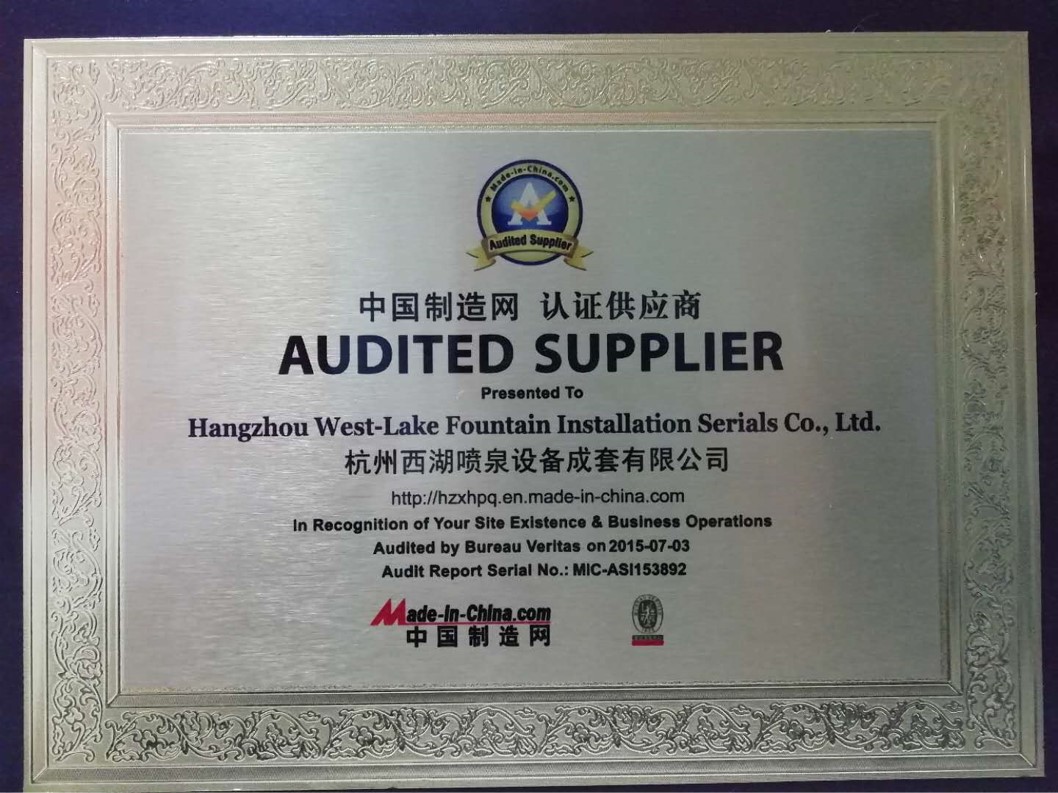 Made-in-China.com
Audited Supplier
中国制造网 认证供应商
AUDITED SUPPLIER
Presented To
Hangzhou West-Lake Fountain Installation Serials Co., Ltd.
杭州西湖喷泉设备成套有限公司
http://hzxhpq.en.made-in-china.com
In Recognition of Your Site Existence & Business Operations
Audited by Bureau Veritas on 2015-07-03
Audit Report Serial No.: MIC-ASI153892
Made-in-China.com
中国制造网